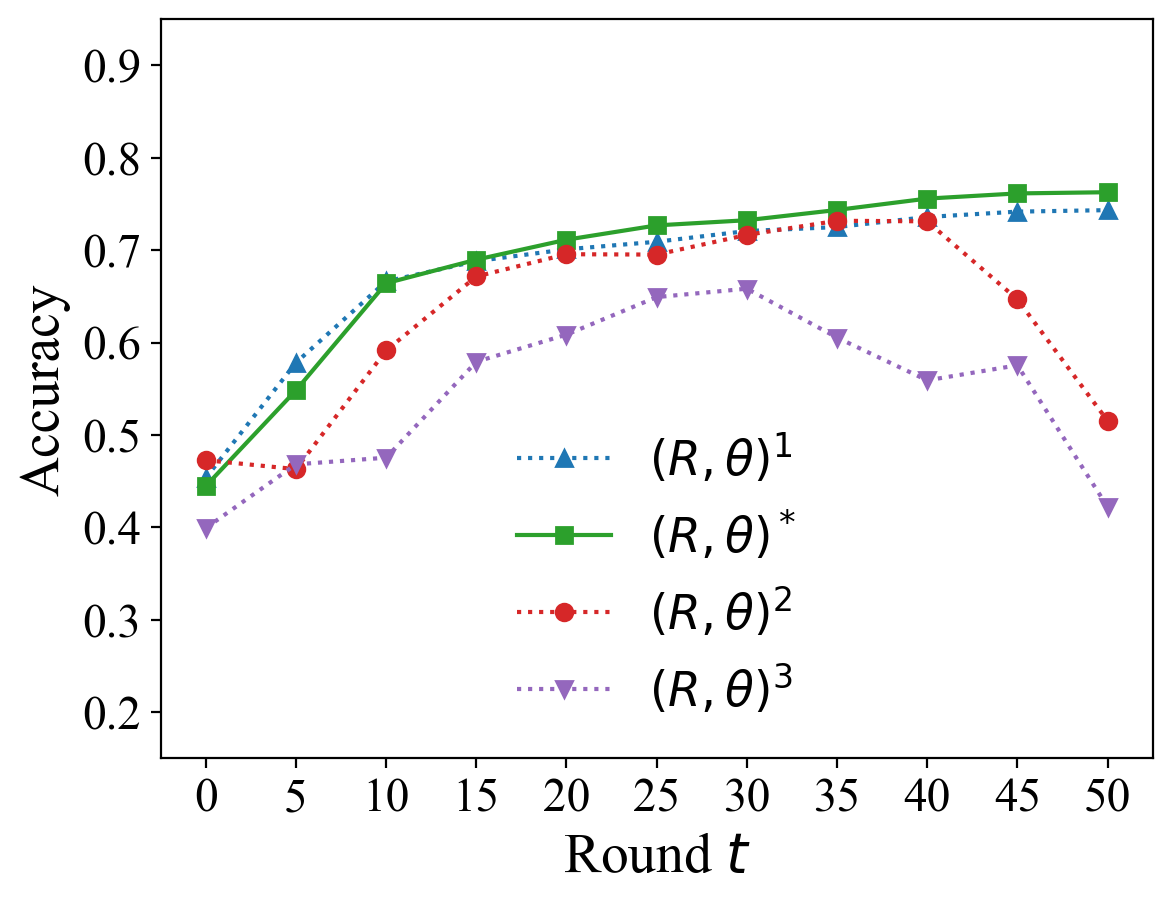 Accuracy
0.9
0.8
0.7
0.6
0.5
0.4
0.3
0.2
(R, θ)¹
(R, θ)*
(R, θ)²
(R, θ)³
0 5 10 15 20 25 30 35 40 45 50
Round t